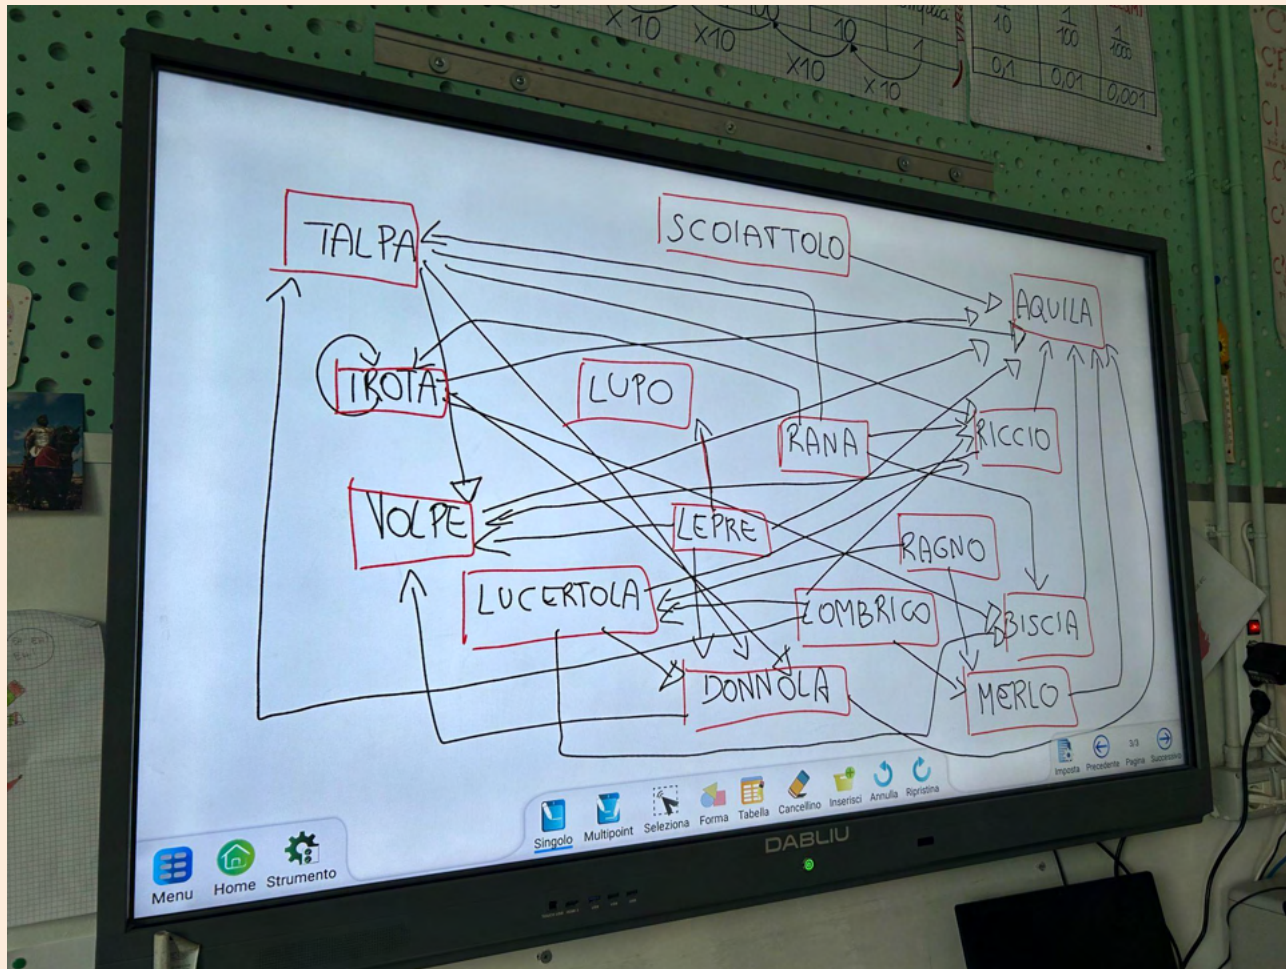 X10
X10
10
X10
1
X10
1/10
1/100
1/1000
0,1
0,01
0,001
TALPA
SCOIATTOLO
AQUILA
TROTA
LUPO
RANA
RICCIO
VOLPE
LEPRE
RAGNO
LUCERTOLA
LOMBRICO
BISCIA
DONNOLA
MERLO
Menu
Home
Strumento
Singolo
Multipoint
Seleziona
Forma
Tabella
Cancellino
Inserisci
Annulla
Ripristina
Imposta
Precedente
3/3
Pagina
Successivo
DABLIU